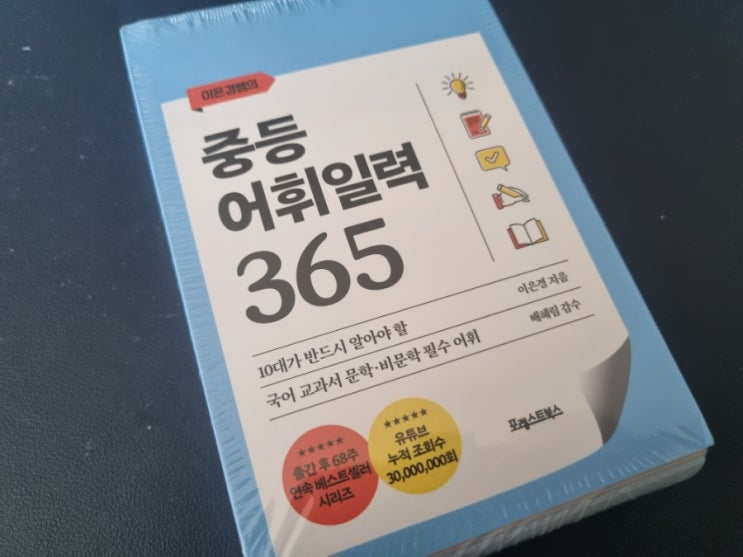 이은경쌤의
중등
어휘일력
365
10대가 반드시 알아야 할
국어 교과서 문학·비문학 필수 어휘
이은경 지음
배혜림 감수
출간 후 68주
연속 베스트셀러
시리즈
유튜브
누적 조회수
30,000,000회
포레스트북스